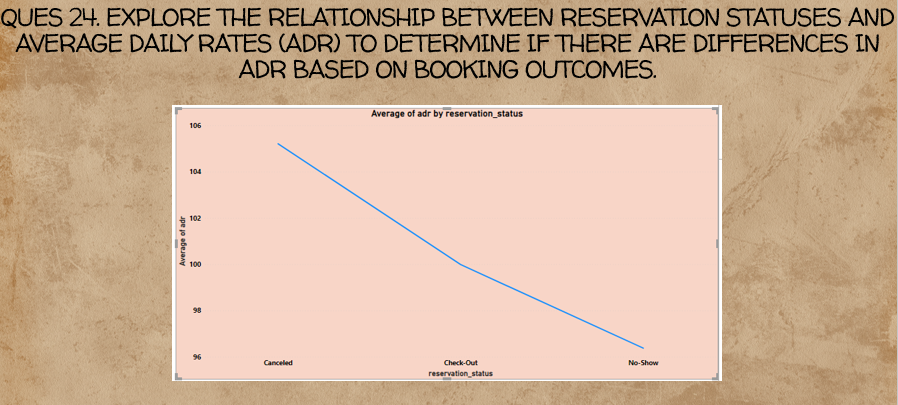 QUES 24. EXPLORE THE RELATIONSHIP BETWEEN RESERVATION STATUSES AND
AVERAGE DAILY RATES (ADR) TO DETERMINE IF THERE ARE DIFFERENCES IN
ADR BASED ON BOOKING OUTCOMES.
Average of adr by reservation_status
106
104
102
100
98
96
Average of adr
Canceled Check-Out No-Show
reservation_status